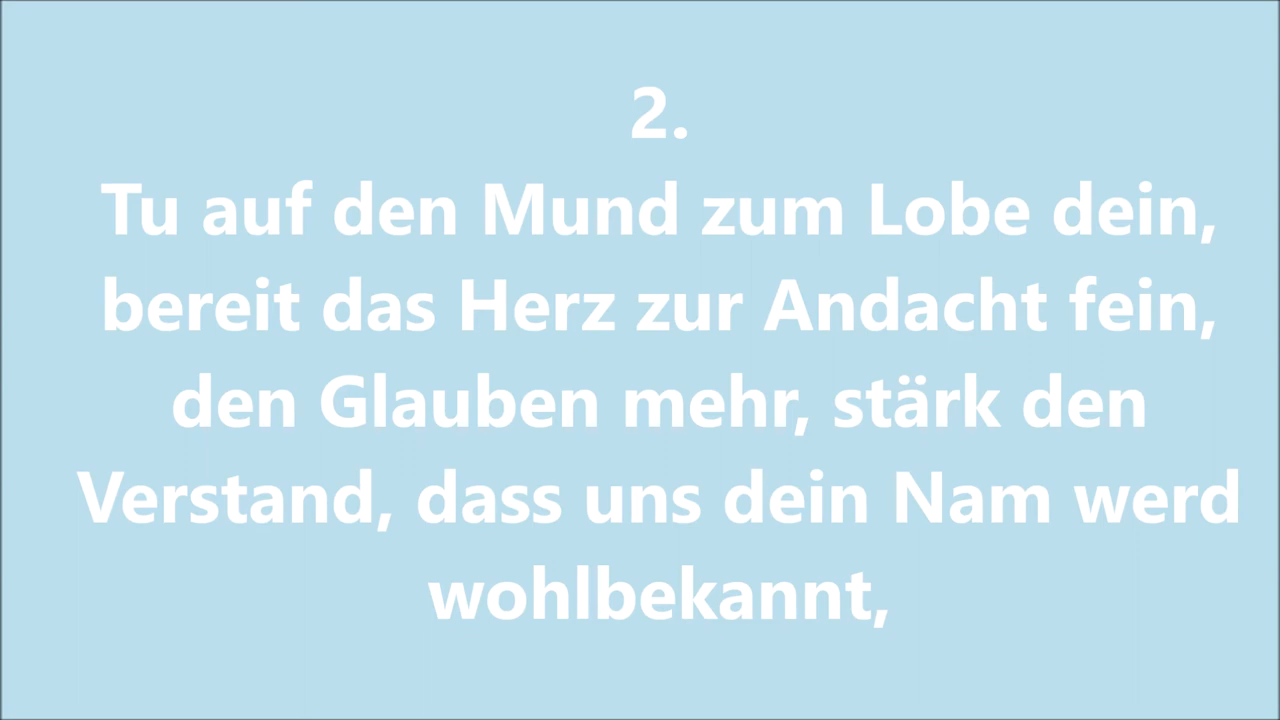 2.
Tu auf den Mund zum Lobe dein,
bereit das Herz zur Andacht fein,
den Glauben mehr, stärk den
Verstand, dass uns dein Nam werd
wohlbekannt,